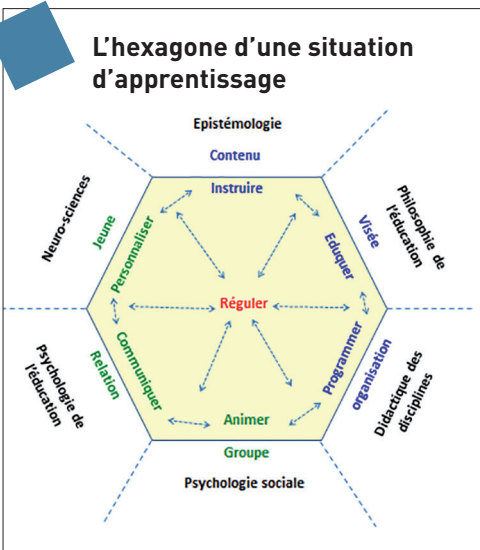 L’hexagone d’une situation
d’apprentissage
Epistémologie
Contenu
Instruire
Neuro-sciences
Jeune
Personnaliser
Eduquer
Visée
Philosophie de
l’éducation
Réguler
Psychologie de
l’éducation
Relation
Communiquer
Programmer
organisation
Didactique des
disciplines
Animer
Groupe
Psychologie sociale